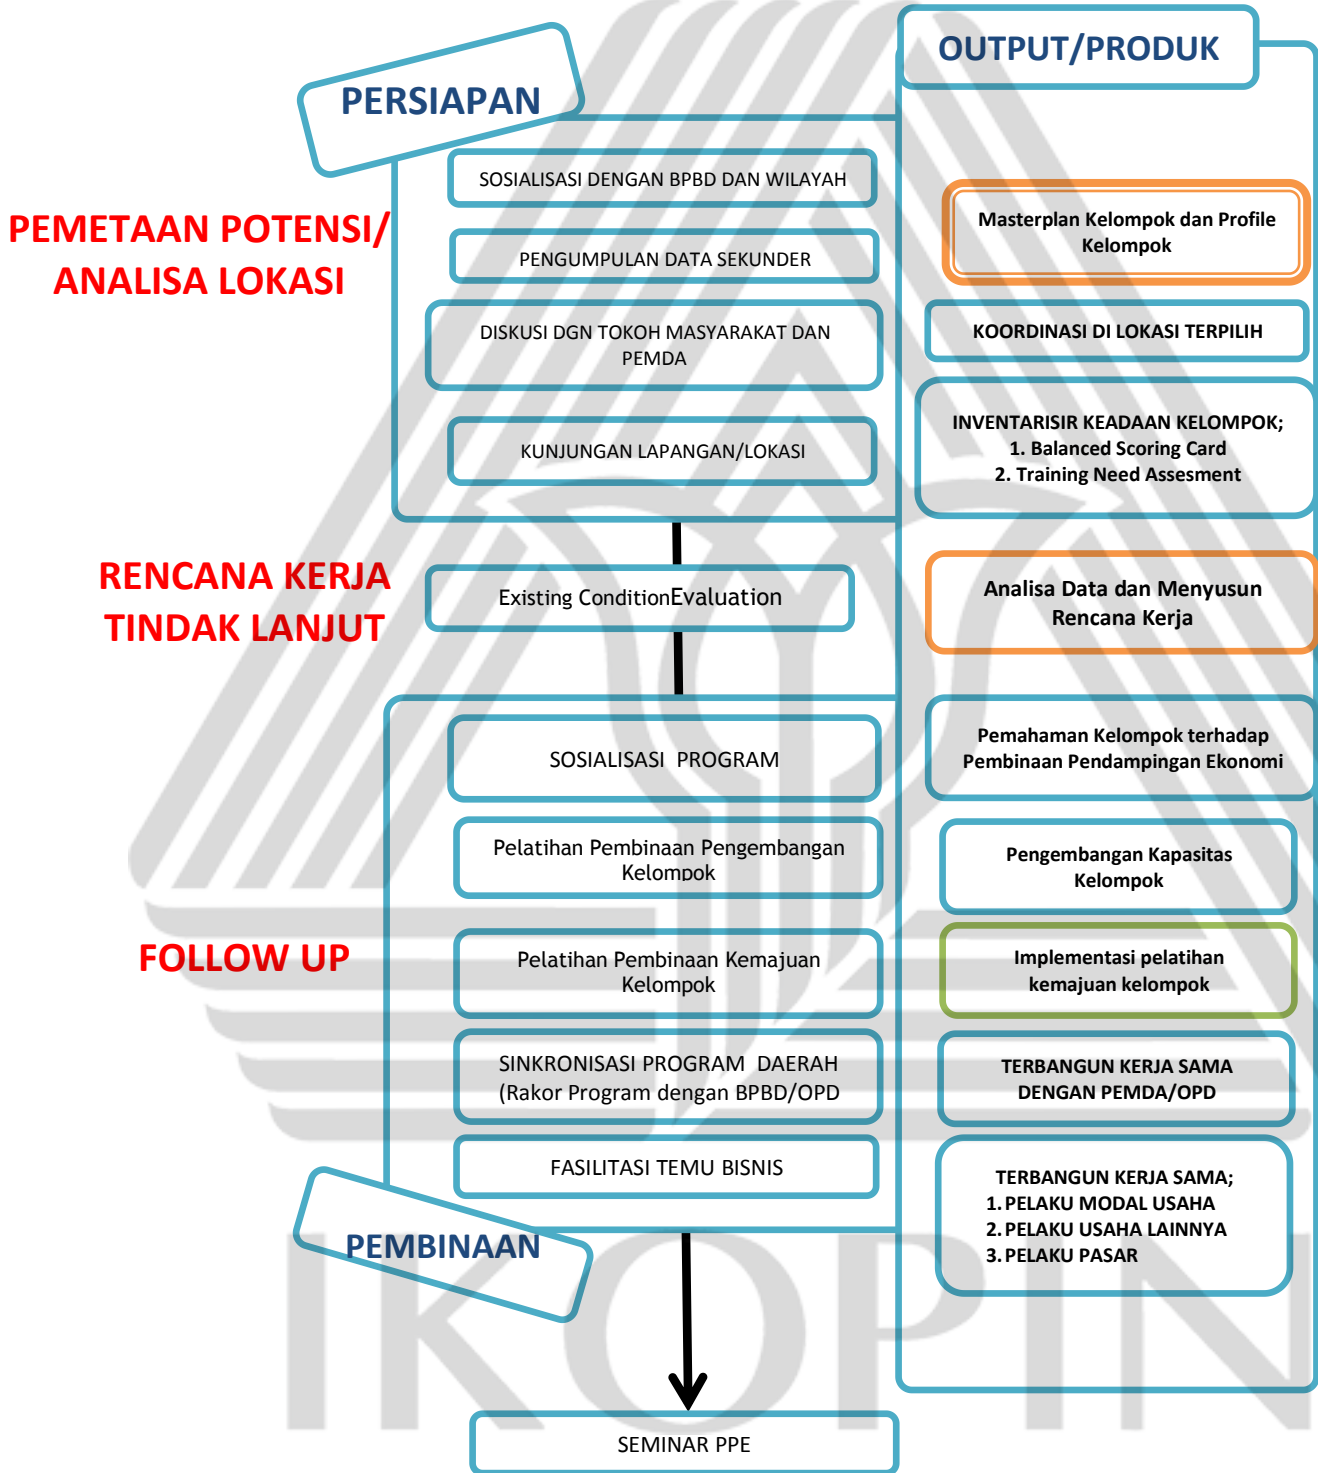 OUTPUT/PRODUK
PERSIAPAN
PEMETAAN POTENSI/
ANALISA LOKASI
SOSIALISASI DENGAN BPBD DAN WILAYAH
PENGUMPULAN DATA SEKUNDER
DISKUSI DGN TOKOH MASYARAKAT DAN
PEMDA
KUNJUNGAN LAPANGAN/LOKASI
Masterplan Kelompok dan Profile
Kelompok
KOORDINASI DI LOKASI TERPILIH
INVENTARISIR KEADAAN KELOMPOK;
1. Balanced Scoring Card
2. Training Need Assesment
RENCANA KERJA
TINDAK LANJUT
Existing ConditionEvaluation
Analisa Data dan Menyusun
Rencana Kerja
FOLLOW UP
SOSIALISASI PROGRAM
Pemahaman Kelompok terhadap
Pembinaan Pendampingan Ekonomi
Pelatihan Pembinaan Pengembangan
Kelompok
Pengembangan Kapasitas
Kelompok
Pelatihan Pembinaan Kemajuan
Kelompok
Implementasi pelatihan
kemajuan kelompok
SINKRONISASI PROGRAM DAERAH
(Rakor Program dengan BPBD/OPD
TERBANGUN KERJA SAMA
DENGAN PEMDA/OPD
FASILITASI TEMU BISNIS
TERBANGUN KERJA SAMA;
1. PELAKU MODAL USAHA
2. PELAKU USAHA LAINNYA
3. PELAKU PASAR
PEMBINAAN
IKOPIN
SEMINAR PPE